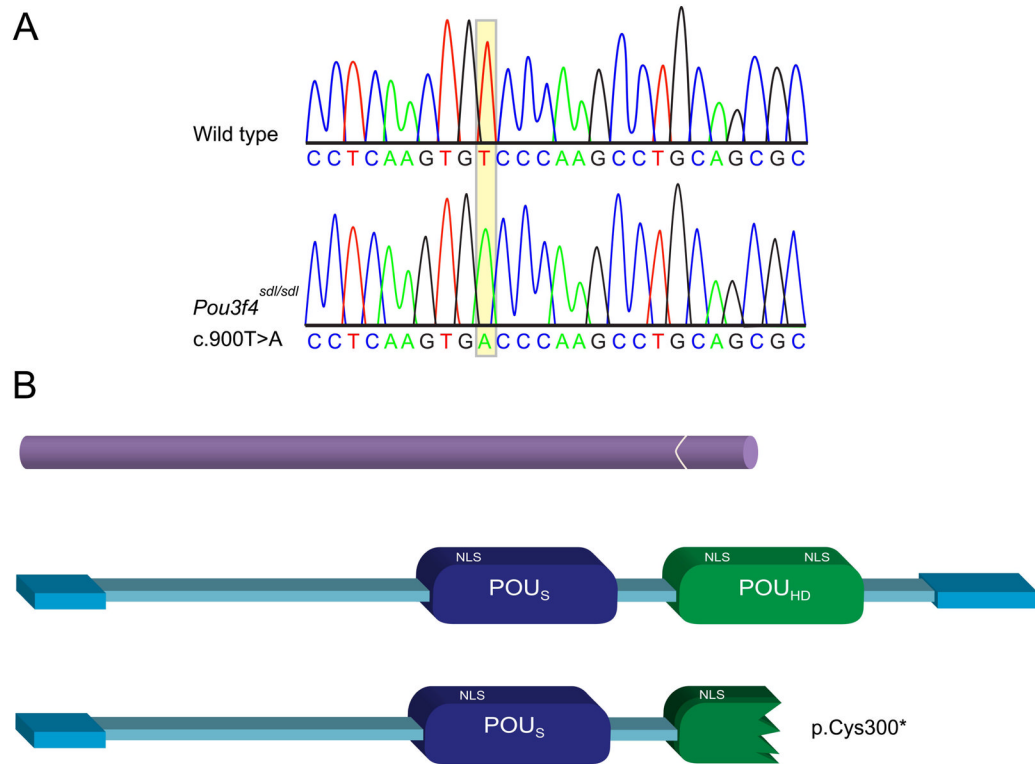 A
Wild type
CCTCAAGTGTCCCAAGCCTGCAGCGC
Pou3f4sdl/sdl
c.900T>A
CCTCAAGTGACCCAAGCCTGCAGCGC
B
NLS
POUS
NLS NLS
POUHD
NLS
POUS
NLS
p.Cys300*